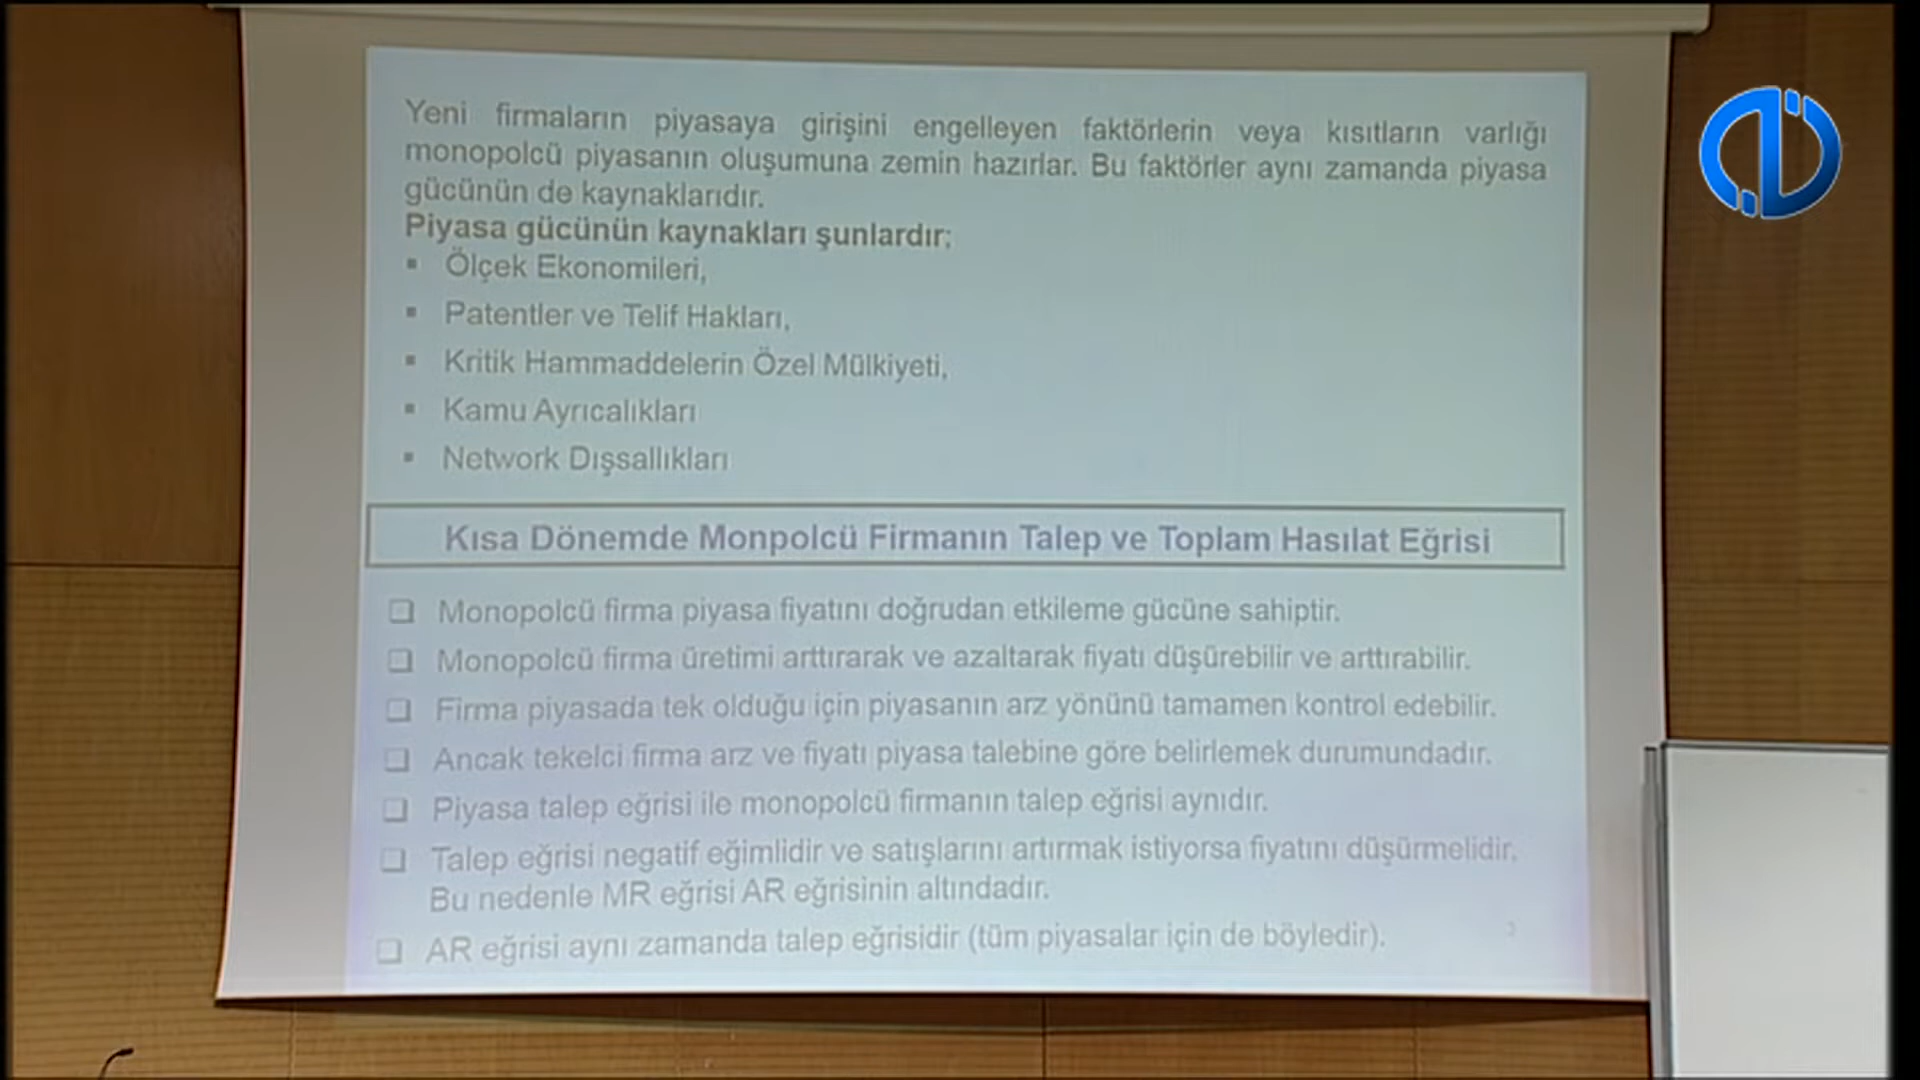 Yeni firmaların piyasaya girişini engelleyen faktörlerin veya kısıtların varlığı
monopolcü piyasanın oluşumuna zemin hazırlar. Bu faktörler aynı zamanda piyasa
gücünün de kaynaklarıdır.
Piyasa gücünün kaynakları şunlardır;
▪ Ölçek Ekonomileri,
▪ Patentler ve Telif Hakları,
▪ Kritik Hammaddelerin Özel Mülkiyeti,
▪ Kamu Ayrıcalıkları
▪ Network Dışsallıkları
Kısa Dönemde Monpolcü Firmanın Talep ve Toplam Hasılat Eğrisi
❑ Monopolcü firma piyasa fiyatını doğrudan etkileme gücüne sahiptir.
❑ Monopolcü firma üretimi arttırarak ve azaltarak fiyatı düşürebilir ve arttırabilir.
❑ Firma piyasada tek olduğu için piyasanın arz yönünü tamamen kontrol edebilir.
❑ Ancak tekelci firma arz ve fiyatı piyasa talebine göre belirlemek durumundadır.
❑ Piyasa talep eğrisi ile monopolcü firmanın talep eğrisi aynıdır.
❑ Talep eğrisi negatif eğimlidir ve satışlarını artırmak istiyorsa fiyatını düşürmelidir.
Bu nedenle MR eğrisi AR eğrisinin altındadır.
❑ AR eğrisi aynı zamanda talep eğrisidir (tüm piyasalar için de böyledir).
3